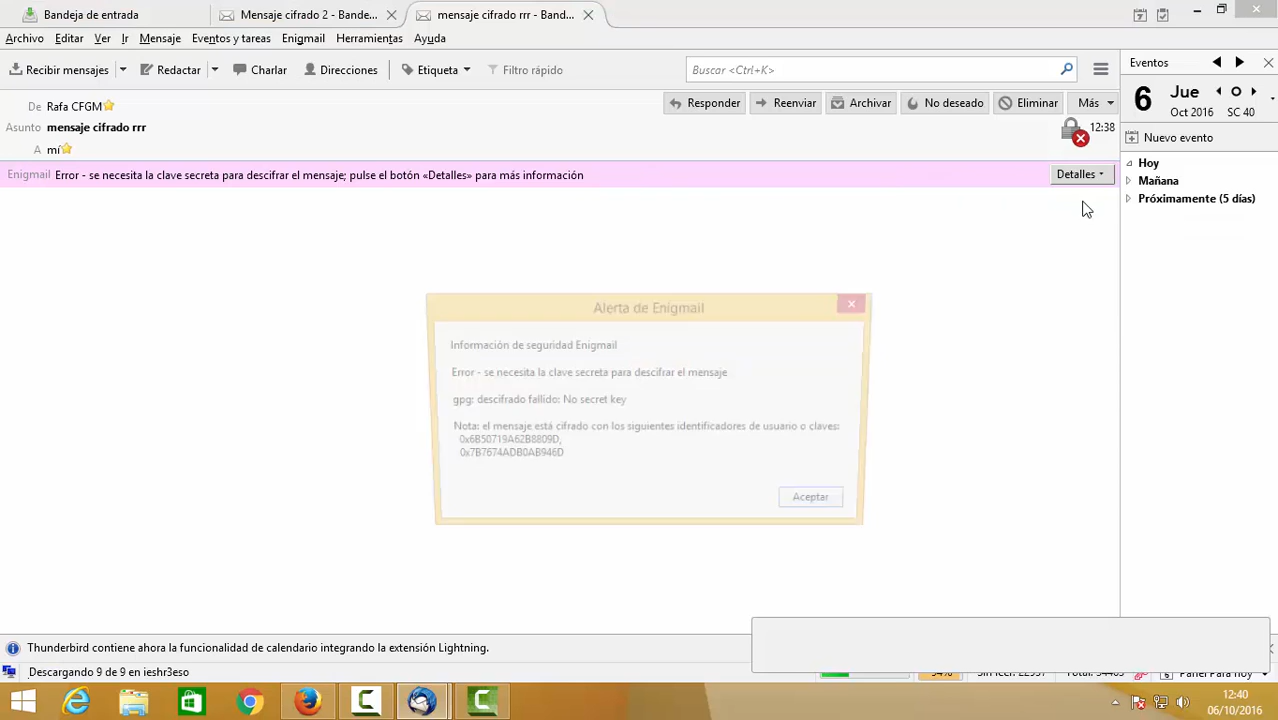 Bandeja de entrada
Mensaje cifrado 2 - Bande...
mensaje cifrado rrr - Band...
Archivo Editar Ver Ir Mensaje Eventos y tareas Enigmail Herramientas Ayuda
Recibir mensajes Redactar Charlar Direcciones Etiqueta Filtro rápido
Buscar <Ctrl+K>
De Rafa CFGM
Responder Reenviar Archivar No deseado Eliminar Más
Asunto mensaje cifrado rrr
12:38
A mí
Enigmail Error - se necesita la clave secreta para descifrar el mensaje; pulse el botón «Detalles» para más información
Detalles
Eventos
6 Jue
Oct 2016 SC 40
Nuevo evento
Hoy
Mañana
Próximamente (5 días)
Alerta de Enigmail
Información de seguridad Enigmail
Error - se necesita la clave secreta para descifrar el mensaje
gpg: descifrado fallido: No secret key
Nota: el mensaje está cifrado con los siguientes identificadores de usuario o claves:
0x6B50719A62B8809D,
0x7B7674ADB0AB946D
Aceptar
Thunderbird contiene ahora la funcionalidad de calendario integrando la extensión Lightning.
Descargando 9 de 9 en ieshr3eso
Panel Para hoy
12:40
06/10/2016